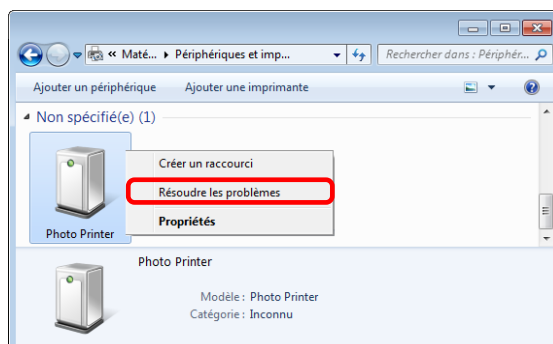 « Maté... ▸ Périphériques et imp...
Rechercher dans : Périphér...
Ajouter un périphérique Ajouter une imprimante
Non spécifié(e) (1)
Créer un raccourci
Résoudre les problèmes
Propriétés
Photo Printer
Photo Printer
Modèle : Photo Printer
Catégorie : Inconnu